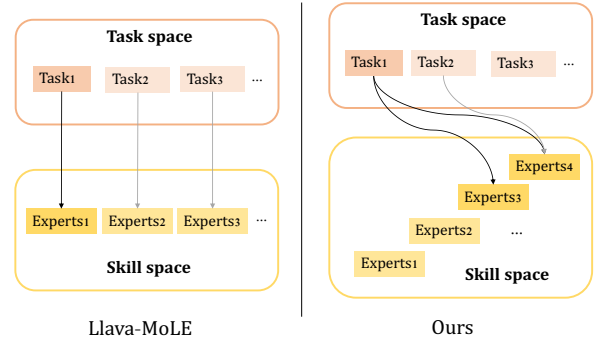 Task space
Task1 Task2 Task3 ...
Experts1 Experts2 Experts3 ...
Skill space
Llava-MoLE
Task space
Task1 Task2 Task3 ...
Experts4
Experts3
Experts2 ...
Experts1
Skill space
Ours